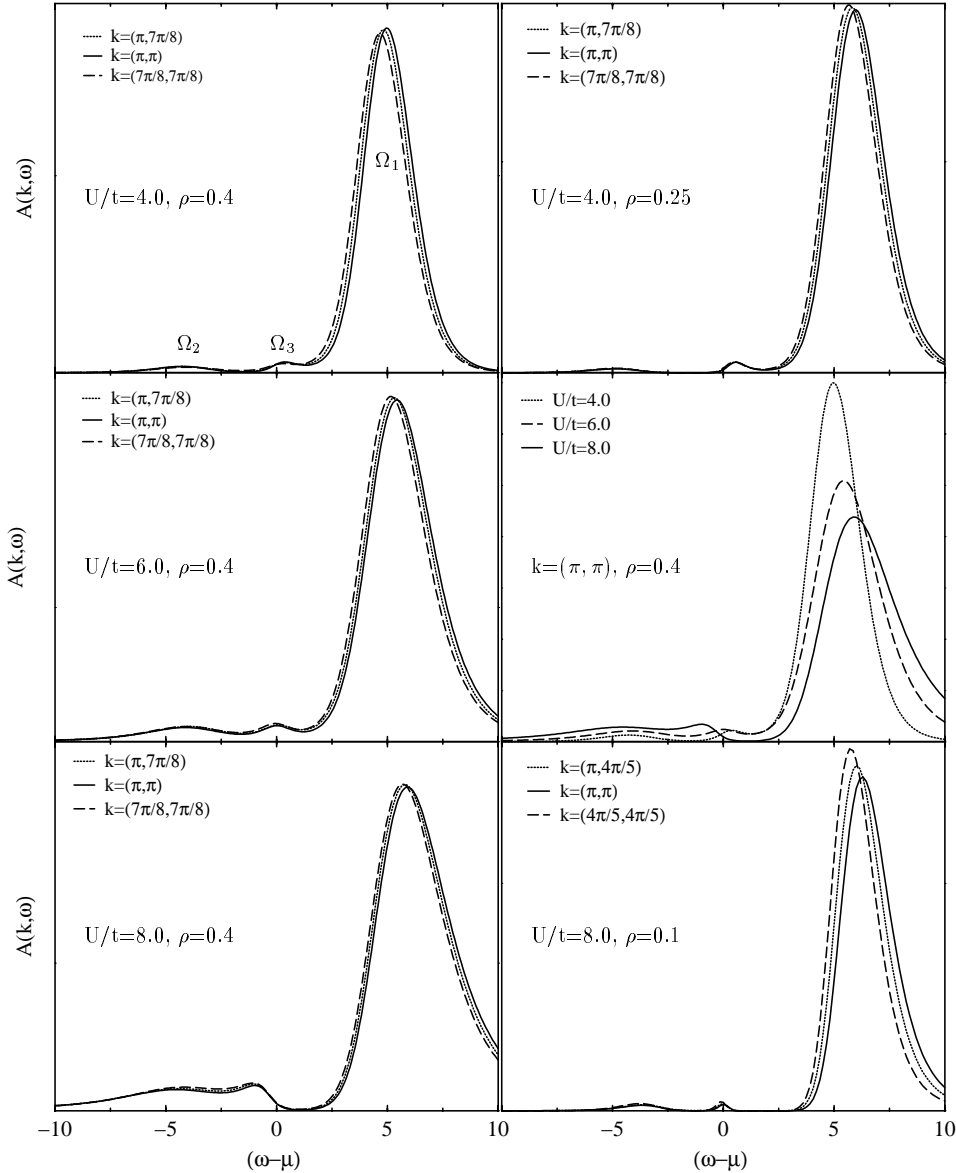 A(k,ω)
k=(π,7π/8)
k=(π,π)
k=(7π/8,7π/8)
Ω1
U/t=4.0, ρ=0.4
Ω2
Ω3
k=(π,7π/8)
k=(π,π)
k=(7π/8,7π/8)
U/t=4.0, ρ=0.25
A(k,ω)
k=(π,7π/8)
k=(π,π)
k=(7π/8,7π/8)
U/t=6.0, ρ=0.4
U/t=4.0
U/t=6.0
U/t=8.0
k=(π, π), ρ=0.4
A(k,ω)
k=(π,7π/8)
k=(π,π)
k=(7π/8,7π/8)
U/t=8.0, ρ=0.4
−10 −5 0 5 10
(ω−μ)
k=(π,4π/5)
k=(π,π)
k=(4π/5,4π/5)
U/t=8.0, ρ=0.1
−5 0 5 10
(ω−μ)